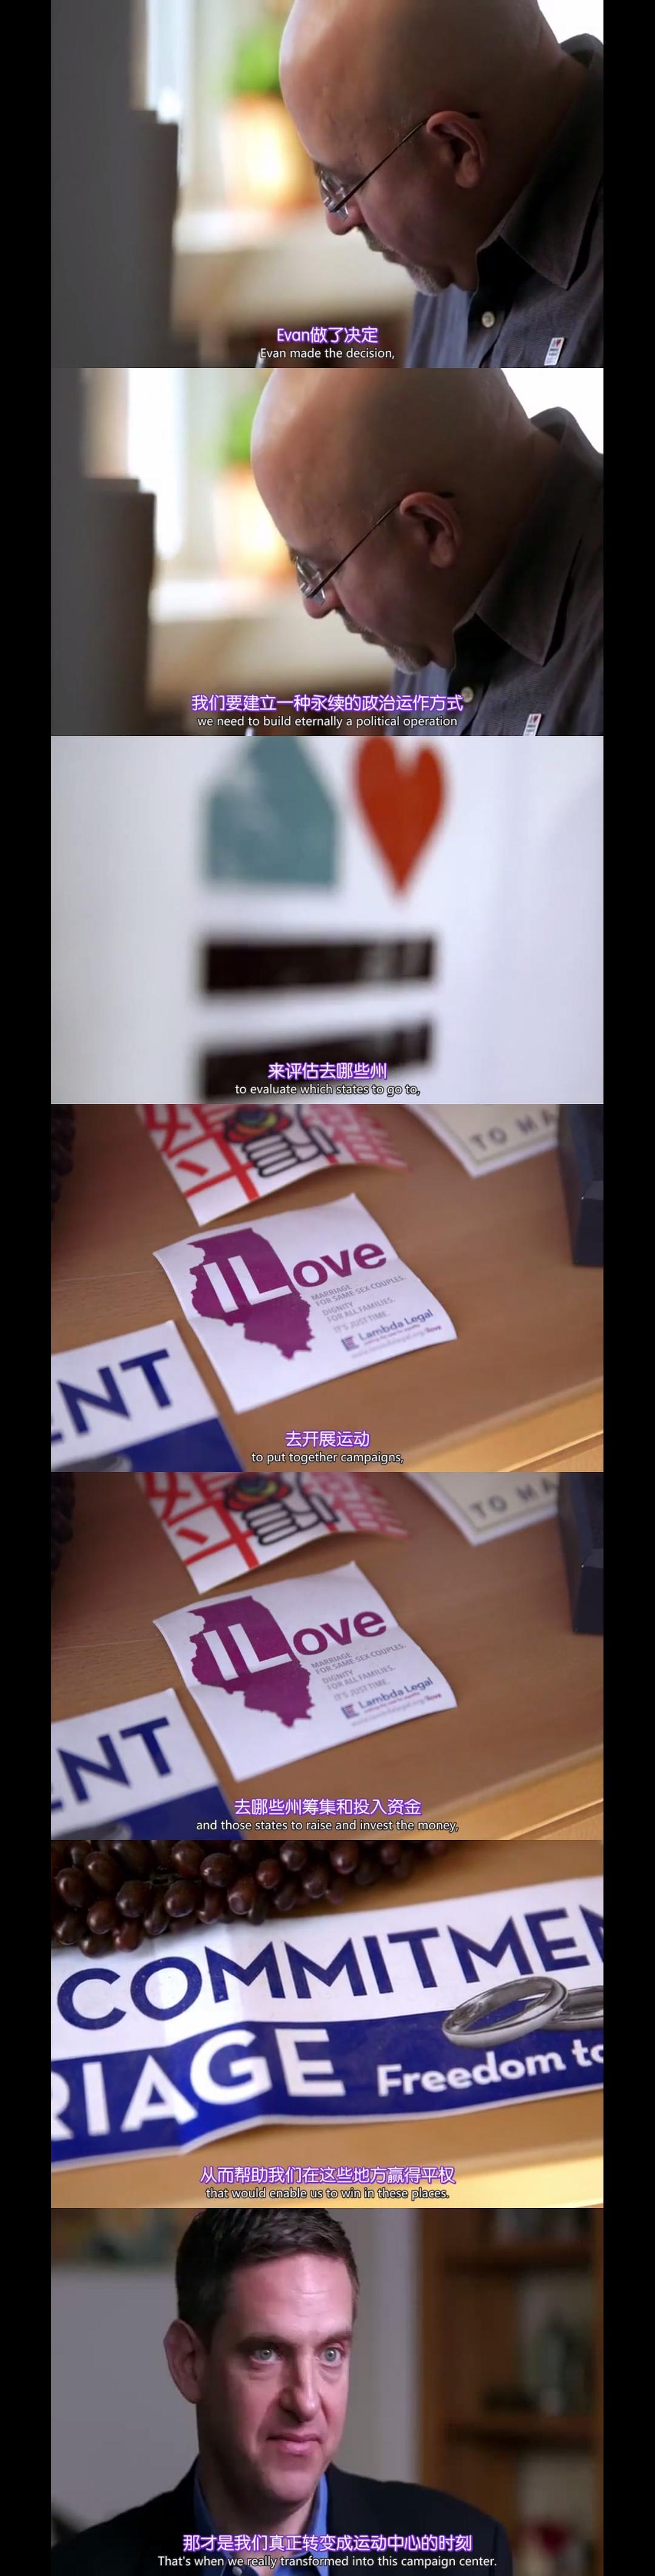 Evan做了决定
Evan made the decision,
我们要建立一种永续的政治运作方式
we need to build eternally a political operation
来评估去哪些州
to evaluate which states to go to,
TO MA
ILove
MARRIAGE
FOR SAME-SEX COUPLES.
DIGNITY
FOR ALL FAMILIES.
IT'S JUST TIME.
Lambda Legal
ENT
去开展运动
to put together campaigns,
TO MA
ILove
MARRIAGE
FOR SAME-SEX COUPLES.
DIGNITY
FOR ALL FAMILIES.
IT'S JUST TIME.
Lambda Legal
ENT
去哪些州筹集和投入资金
and those states to raise and invest the money,
COMMITMEN
RIAGE Freedom to
从而帮助我们在这些地方赢得平权
that would enable us to win in these places.
那才是我们真正转变成运动中心的时刻
That's when we really transformed into this campaign center.